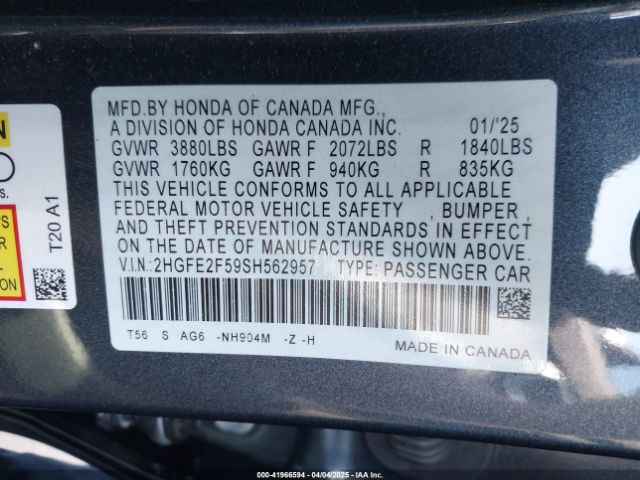 MFD.BY HONDA OF CANADA MFG.,
A DIVISION OF HONDA CANADA INC. 01/'25
GVWR 3880LBS GAWR F 2072LBS R 1840LBS
GVWR 1760KG GAWR F 940KG R 835KG
THIS VEHICLE CONFORMS TO ALL APPLICABLE
FEDERAL MOTOR VEHICLE SAFETY , BUMPER ,
AND THEFT PREVENTION STANDARDS IN EFFECT
ON THE DATE OF MANUFACTURE SHOWN ABOVE.
V.I.N.:2HGFE2F59SH562957 TYPE: PASSENGER CAR
T56 S AG6 -NH904M -Z -H
MADE IN CANADA
T20 A1
s.
©41966594 - 04/04/2025 - IAA Inc.